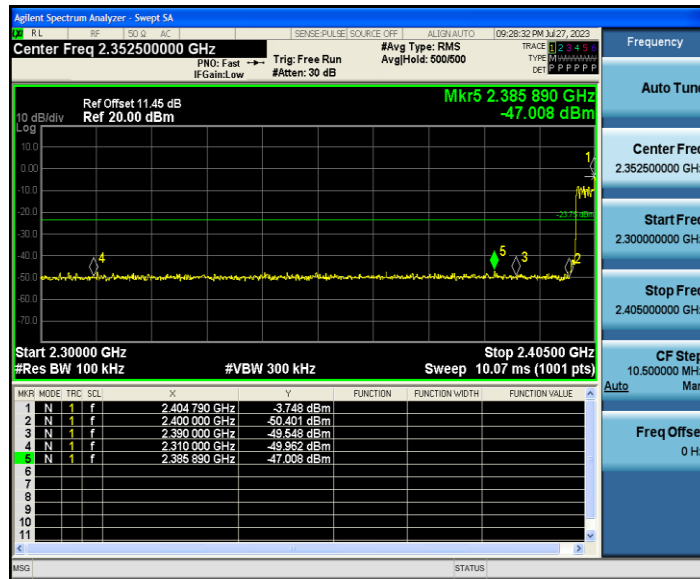 Agilent Spectrum Analyzer - Swept SA
RL RF 50 Ω AC SENSE:PULSE SOURCE OFF ALIGNAUTO 09:28:32 PM Jul 27, 2023
Center Freq 2.352500000 GHz #Avg Type: RMS TRACE 1 2 3 4 5 6
PNO: Fast Trig: Free Run Avg|Hold: 500/500 TYPE M WWWWW
IFGain:Low #Atten: 30 dB DET P P P P P P
Ref Offset 11.45 dB Mkr5 2.385 890 GHz
10 dB/div Ref 20.00 dBm -47.008 dBm
Log
10.0
0.00
-10.0
-20.0
-30.0
-40.0
-50.0
-60.0
-70.0
1
-23.75 dBm
4
5
3
2
Start 2.30000 GHz Stop 2.40500 GHz
#Res BW 100 kHz #VBW 300 kHz Sweep 10.07 ms (1001 pts)
MKR MODE TRC SCL X Y FUNCTION FUNCTION WIDTH FUNCTION VALUE
1 N 1 f 2.404 790 GHz -3.748 dBm
2 N 1 f 2.400 000 GHz -50.401 dBm
3 N 1 f 2.390 000 GHz -49.548 dBm
4 N 1 f 2.310 000 GHz -49.962 dBm
5 N 1 f 2.385 890 GHz -47.008 dBm
6
7
8
9
10
11
MSG STATUS
Frequency
Auto Tune
Center Freq
2.352500000 GHz
Start Freq
2.300000000 GHz
Stop Freq
2.405000000 GHz
CF Step
10.500000 MHz
Auto Man
Freq Offset
0 Hz